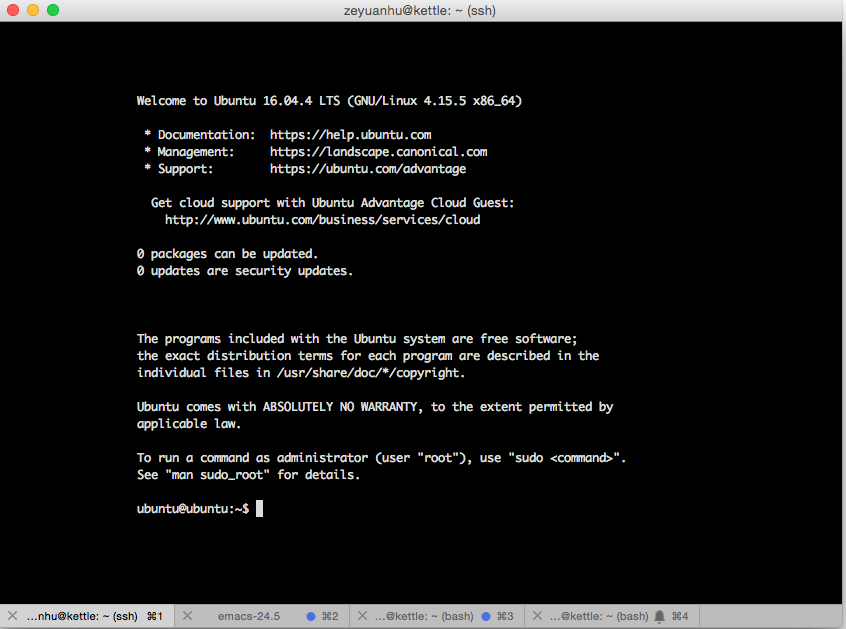 zeyuanhu@kettle: ~ (ssh)
Welcome to Ubuntu 16.04.4 LTS (GNU/Linux 4.15.5 x86_64)
* Documentation:  https://help.ubuntu.com
* Management:     https://landscape.canonical.com
* Support:        https://ubuntu.com/advantage
Get cloud support with Ubuntu Advantage Cloud Guest:
http://www.ubuntu.com/business/services/cloud
0 packages can be updated.
0 updates are security updates.
The programs included with the Ubuntu system are free software;
the exact distribution terms for each program are described in the
individual files in /usr/share/doc/*/copyright.
Ubuntu comes with ABSOLUTELY NO WARRANTY, to the extent permitted by
applicable law.
To run a command as administrator (user "root"), use "sudo <command>".
See "man sudo_root" for details.
ubuntu@ubuntu:~$
...nhu@kettle: ~ (ssh) ⌘1 emacs-24.5 ⌘2 ...@kettle: ~ (bash) ⌘3 ...@kettle: ~ (bash) ⌘4